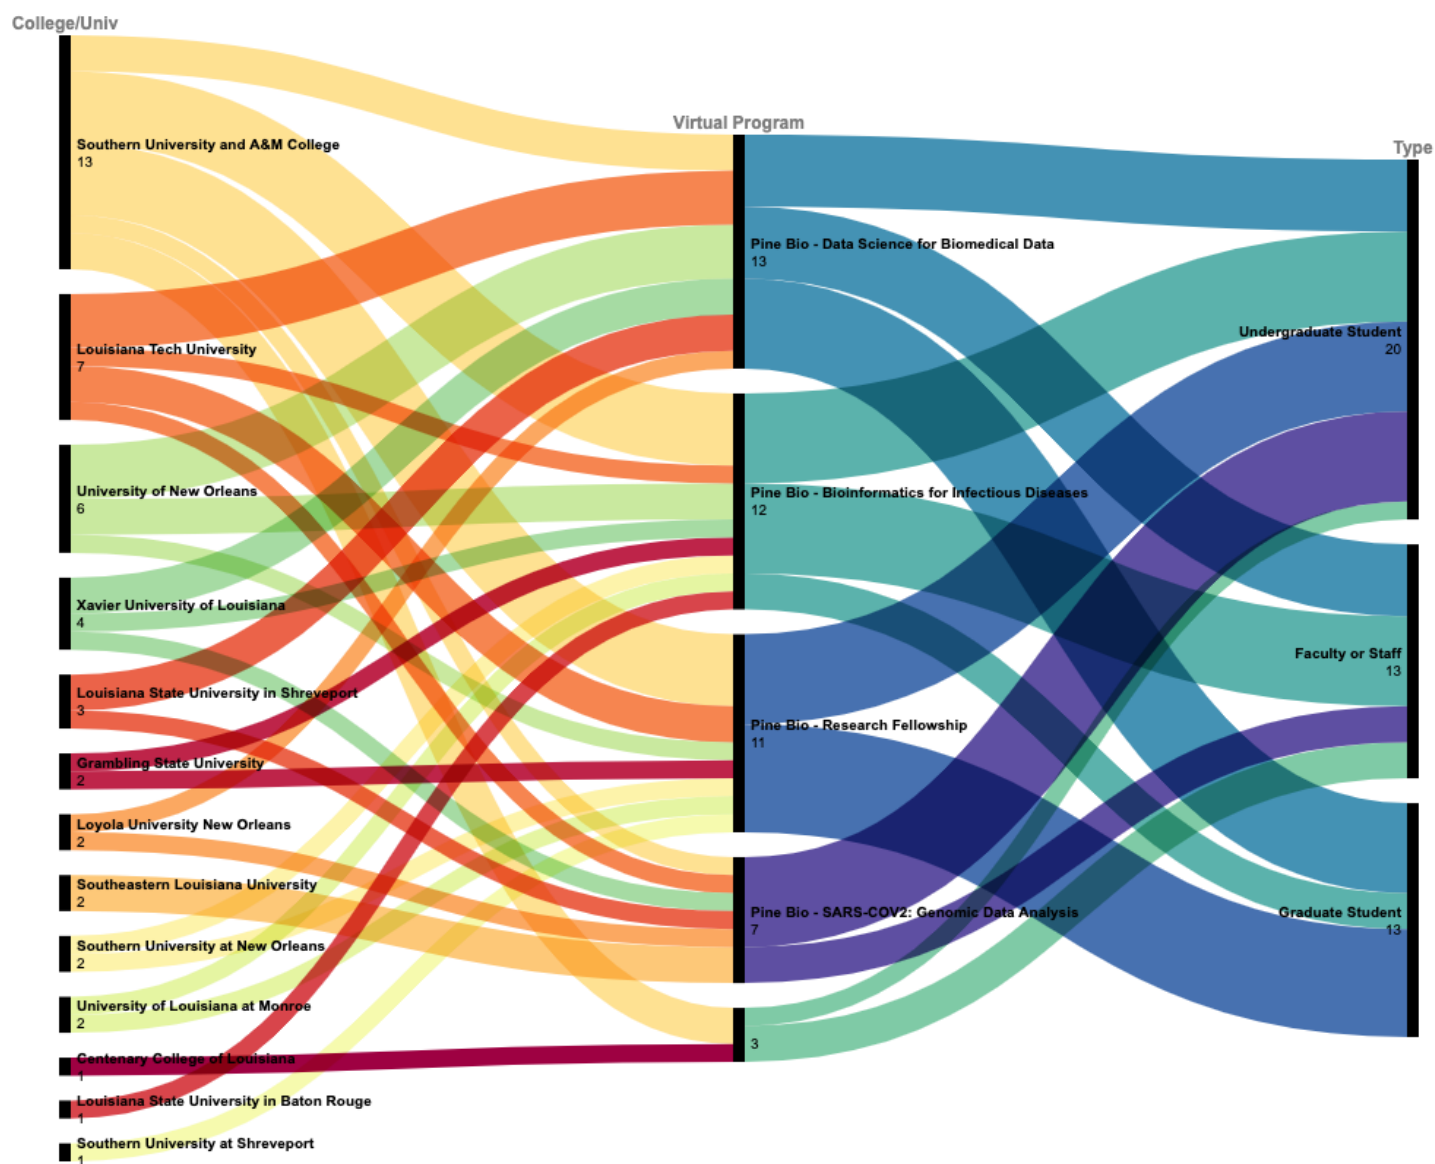 College/Univ
Southern University and A&M College
13
Louisiana Tech University
7
University of New Orleans
6
Xavier University of Louisiana
4
Louisiana State University in Shreveport
3
Grambling State University
2
Loyola University New Orleans
2
Southeastern Louisiana University
2
Southern University at New Orleans
2
University of Louisiana at Monroe
2
Centenary College of Louisiana
1
Louisiana State University in Baton Rouge
1
Southern University at Shreveport
1
Virtual Program
Pine Bio - Data Science for Biomedical Data
13
Pine Bio - Bioinformatics for Infectious Diseases
12
Pine Bio - Research Fellowship
11
Pine Bio - SARS-COV2: Genomic Data Analysis
7
3
Type
Undergraduate Student
20
Faculty or Staff
13
Graduate Student
13